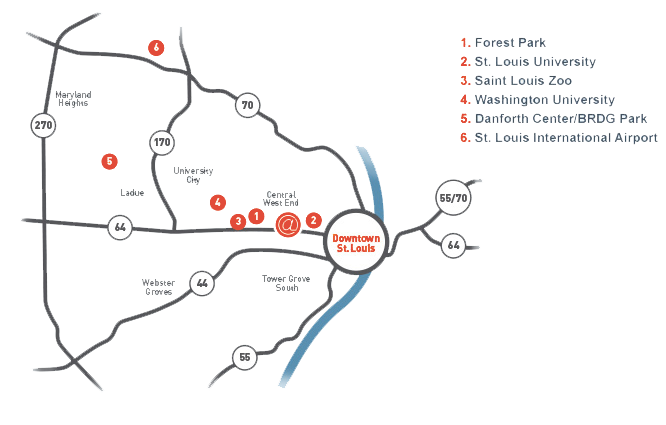 6
1. Forest Park
2. St. Louis University
3. Saint Louis Zoo
4. Washington University
5. Danforth Center/BRDG Park
6. St. Louis International Airport
Maryland
Heights
70
270
170
5
University
City
Ladue
4
Central
West End
55/70
3
1
@
2
64
Downtown
St. Louis
64
Webster
Groves
44
Tower Grove
South
55